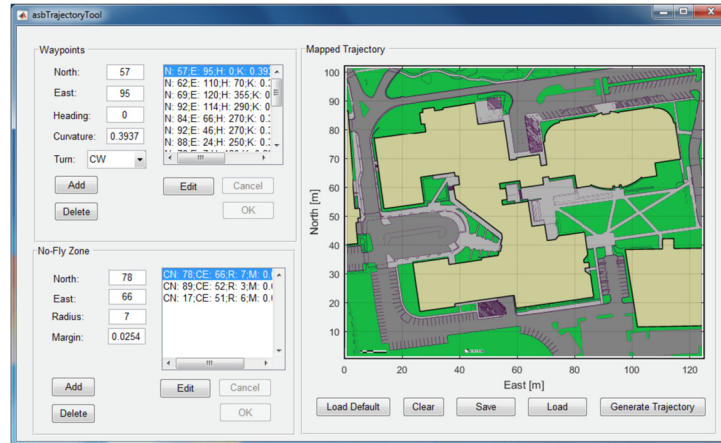 asbTrajectoryTool
Waypoints
North: 57
East: 95
Heading: 0
Curvature: 0.3937
Turn: CW
N: 57,E: 95;H: 0;K: 0.393
N: 62;E: 110;H: 70;K: 0.
N: 69;E: 120;H: 355;K: 0
N: 92;E: 114;H: 290;K: 0
N: 84;E: 66;H: 270;K: 0.
N: 92;E: 46;H: 270;K: 0.
N: 88;E: 24;H: 250;K: 0.
Add
Edit
Cancel
Delete
OK
No-Fly Zone
North: 78
East: 66
Radius: 7
Margin: 0.0254
CN: 78;CE: 66;R: 7;M: 0.
CN: 89;CE: 52;R: 3;M: 0.
CN: 17;CE: 51;R: 6;M: 0.
Add
Edit
Cancel
Delete
OK
Mapped Trajectory
North [m]
100
90
80
70
60
50
40
30
20
10
0 20 40 60 80 100 120
East [m]
Load Default
Clear
Save
Load
Generate Trajectory